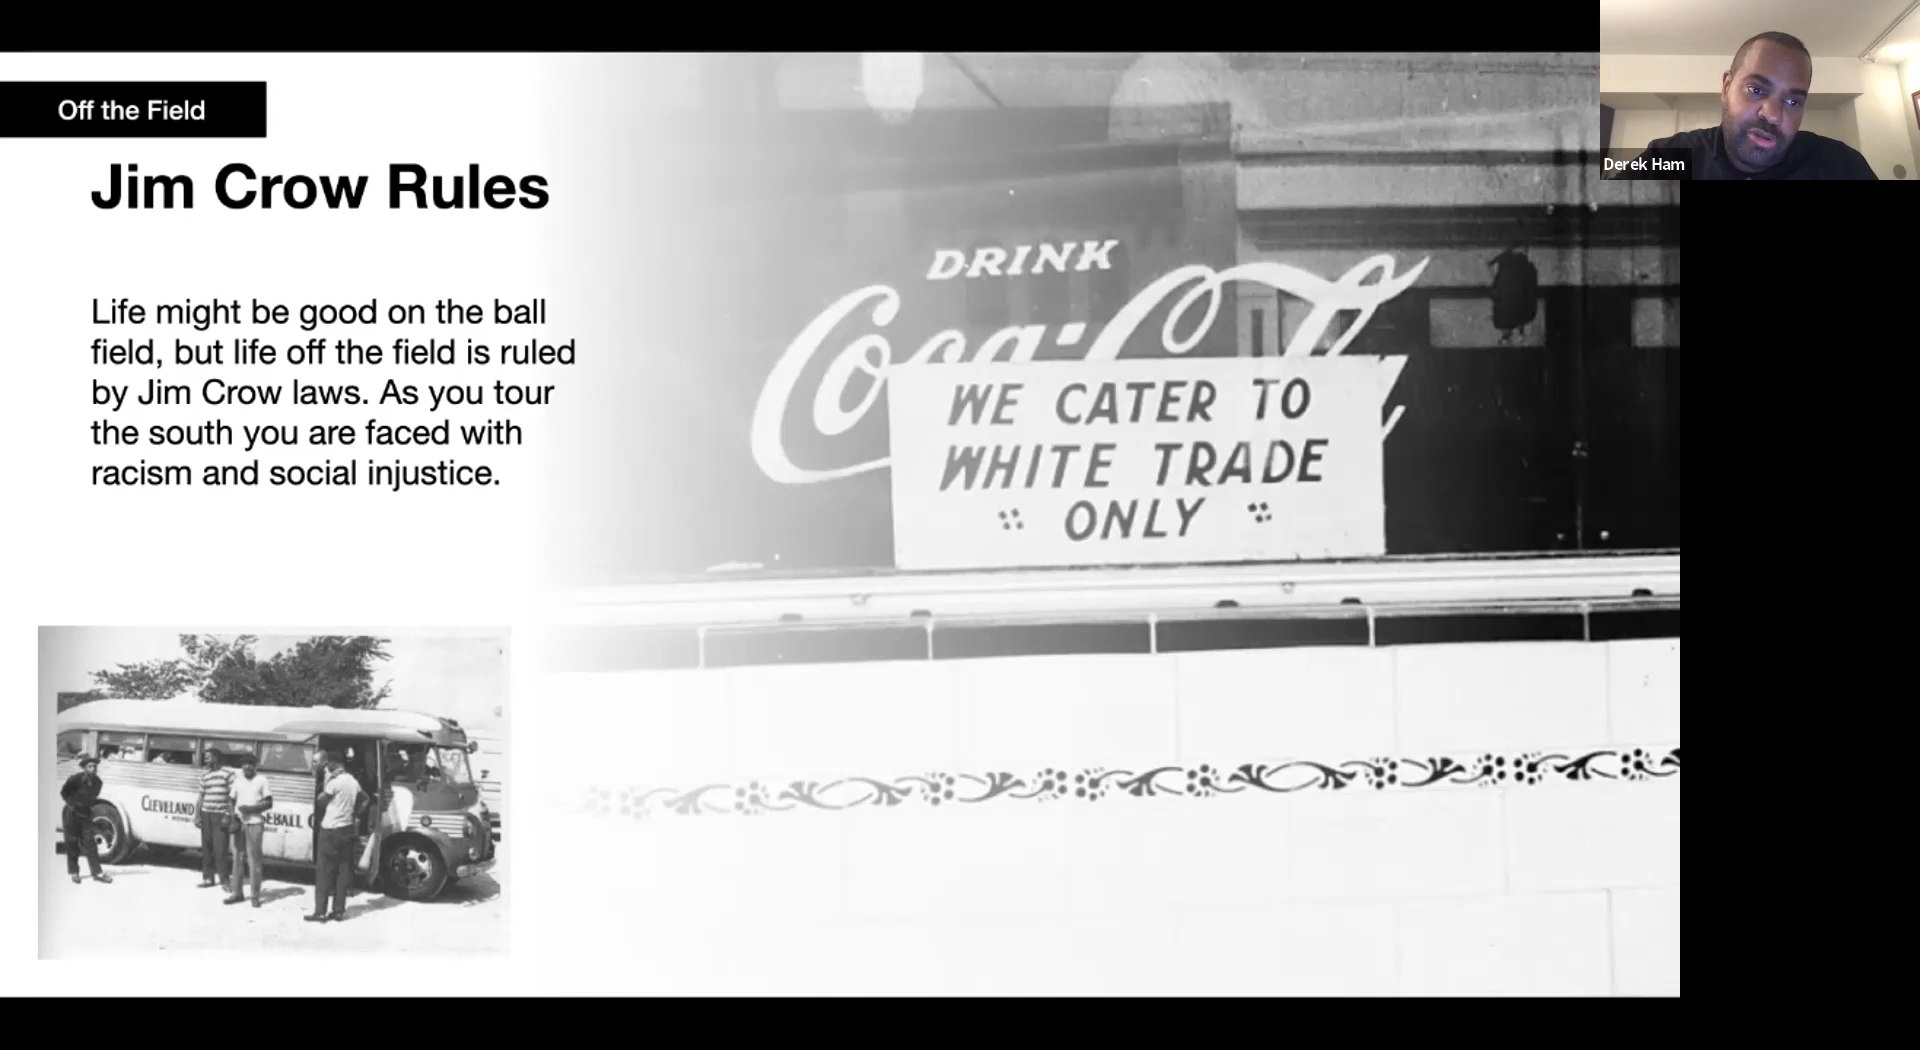 Off the Field
Jim Crow Rules
Life might be good on the ball
field, but life off the field is ruled
by Jim Crow laws. As you tour
the south you are faced with
racism and social injustice.
DRINK
Coca-Cola
WE CATER TO
WHITE TRADE
ONLY
CLEVELAND
Derek Ham